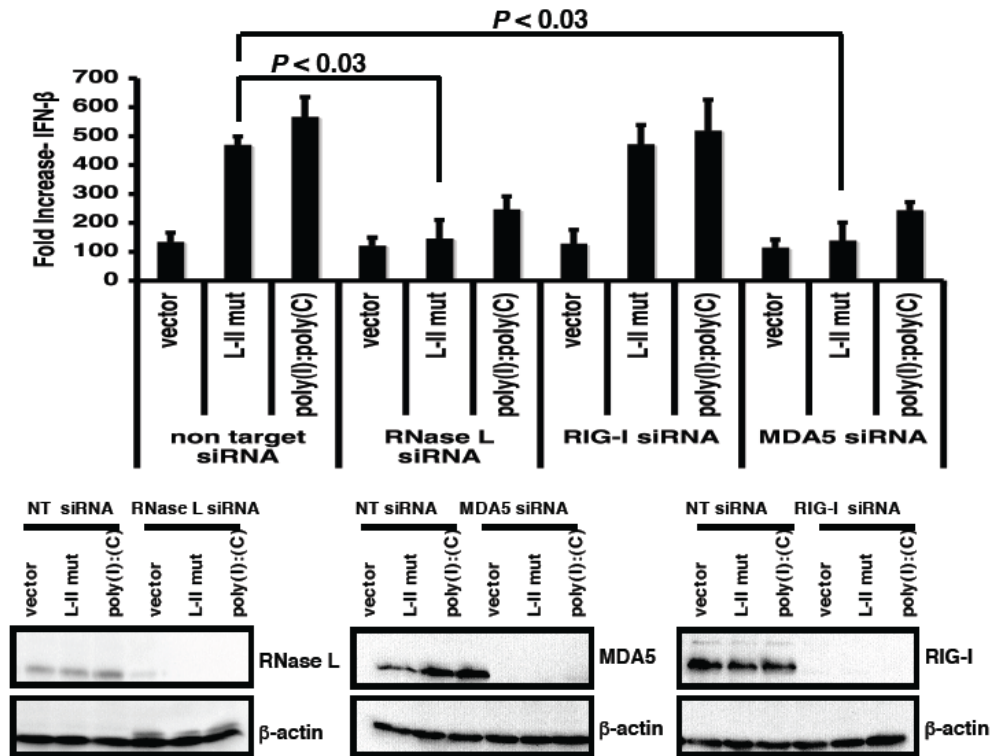 P < 0.03
P < 0.03
Fold Increase- IFN-β
700
600
500
400
300
200
100
0
vector
L-II mut
poly(I):poly(C)
vector
L-II mut
poly(I):poly(C)
vector
L-II mut
poly(I):poly(C)
vector
L-II mut
poly(I):poly(C)
non target
siRNA
RNase L
siRNA
RIG-I siRNA
MDA5 siRNA
NT siRNA
RNase L siRNA
vector
L-II mut
poly(I):(C)
vector
L-II mut
poly(I):(C)
RNase L
β-actin
NT siRNA
MDA5 siRNA
vector
L-II mut
poly(I):(C)
vector
L-II mut
poly(I):(C)
MDA5
β-actin
NT siRNA
RIG-I siRNA
vector
L-II mut
poly(I):(C)
vector
L-II mut
poly(I):(C)
RIG-I
β-actin